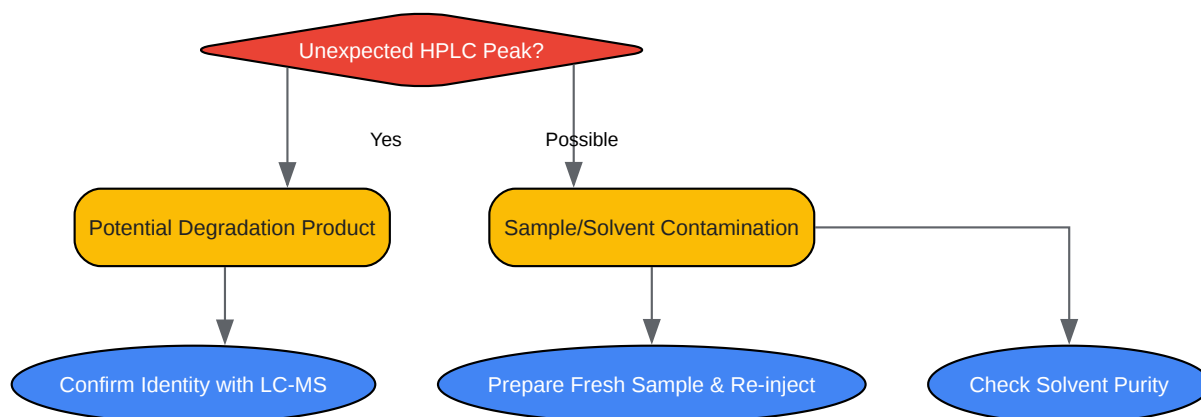 Unexpected HPLC Peak?
Yes
Possible
Potential Degradation Product
Sample/Solvent Contamination
Confirm Identity with LC-MS
Prepare Fresh Sample & Re-inject
Check Solvent Purity